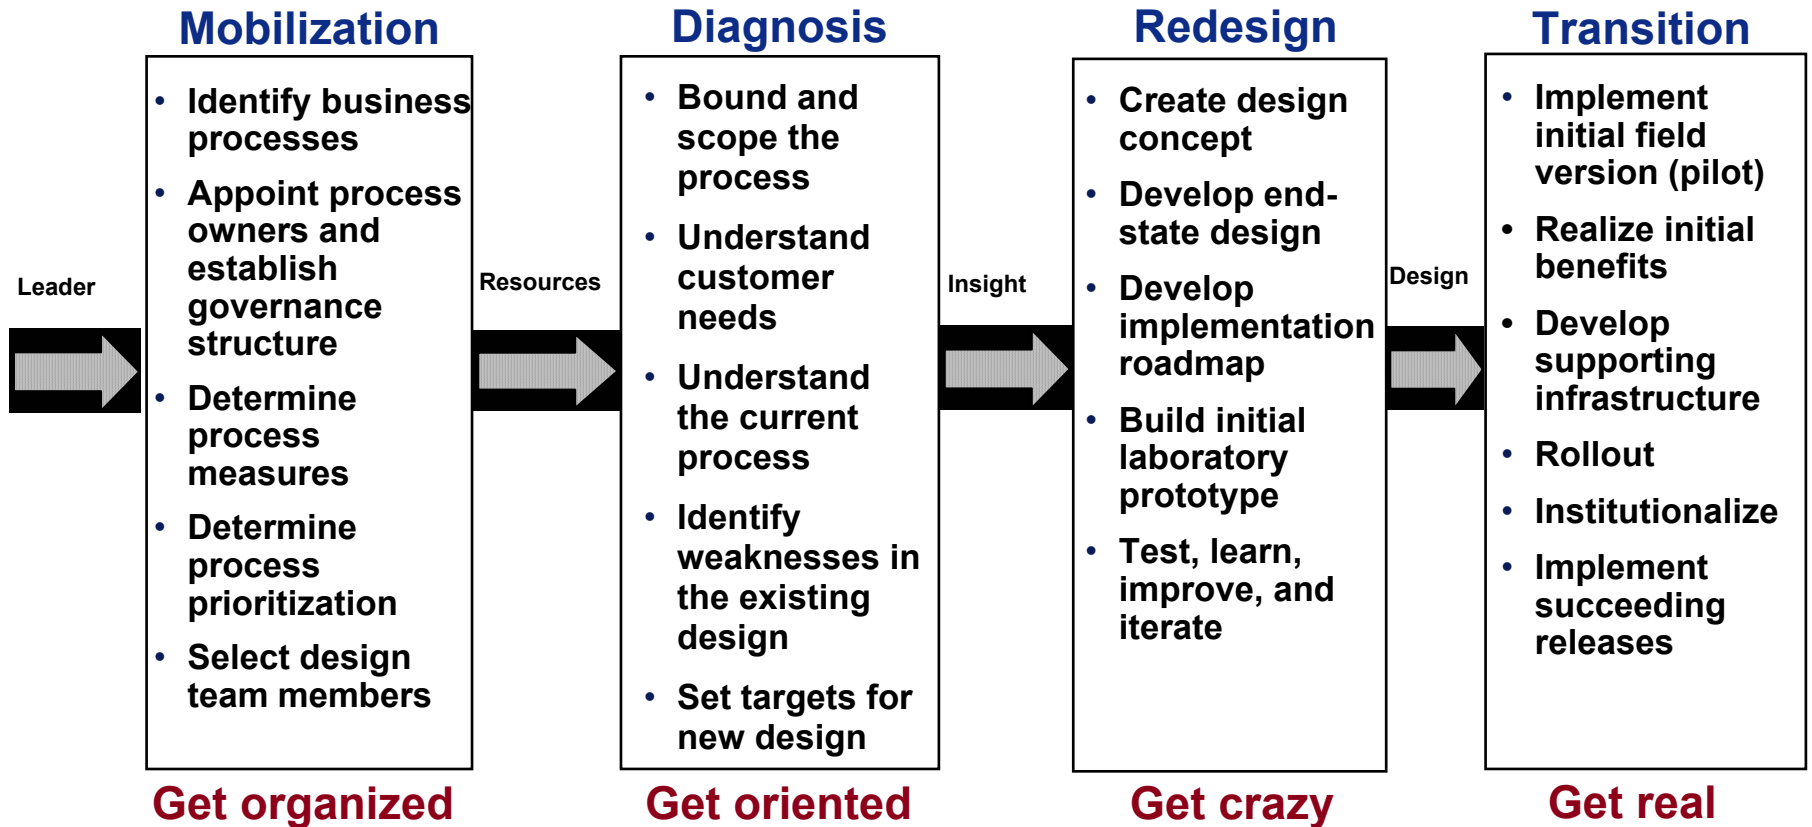 Mobilization
• Identify business
processes
• Appoint process
owners and
establish
governance
structure
• Determine
process
measures
• Determine
process
prioritization
• Select design
team members
Get organized
Diagnosis
• Bound and
scope the
process
• Understand
customer
needs
• Understand
the current
process
• Identify
weaknesses in
the existing
design
• Set targets for
new design
Get oriented
Redesign
• Create design
concept
• Develop end-
state design
• Develop
implementation
roadmap
• Build initial
laboratory
prototype
• Test, learn,
improve, and
iterate
Get crazy
Transition
• Implement
initial field
version (pilot)
• Realize initial
benefits
• Develop
supporting
infrastructure
• Rollout
• Institutionalize
• Implement
succeeding
releases
Get real
Leader
Resources
Insight
Design